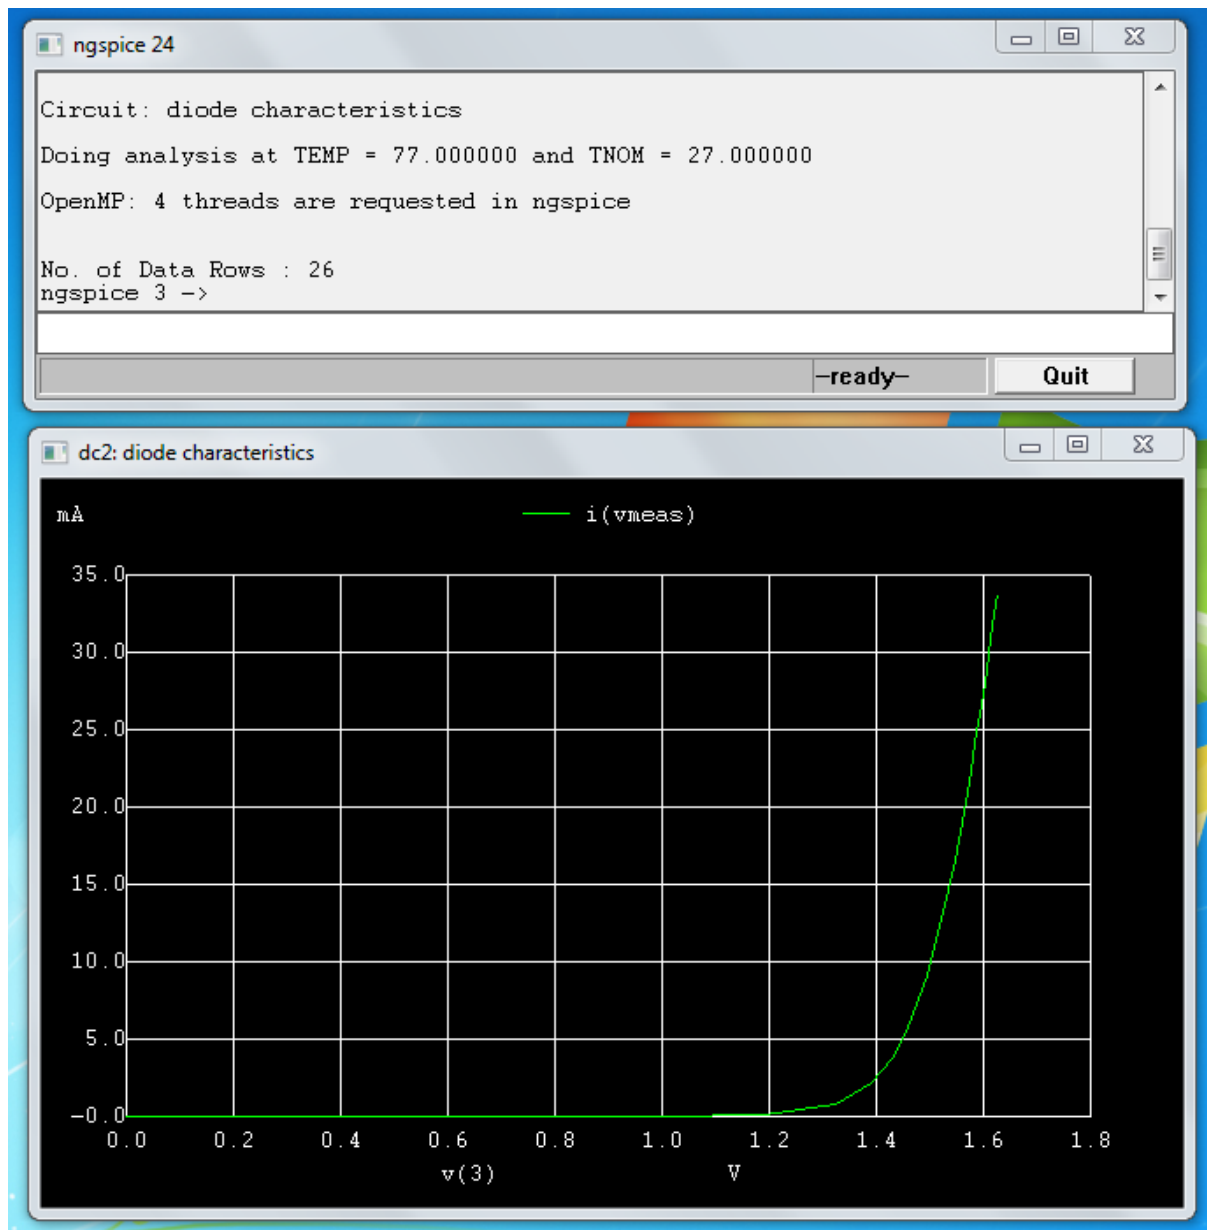 ngspice 24
Circuit: diode characteristics
Doing analysis at TEMP = 77.000000 and TNOM = 27.000000
OpenMP: 4 threads are requested in ngspice
No. of Data Rows : 26
ngspice 3 ->
—ready— Quit
dc2: diode characteristics
mA i(vmeas)
35.0
30.0
25.0
20.0
15.0
10.0
5.0
-0.0
0.0 0.2 0.4 0.6 0.8 1.0 1.2 1.4 1.6 1.8
v(3) V